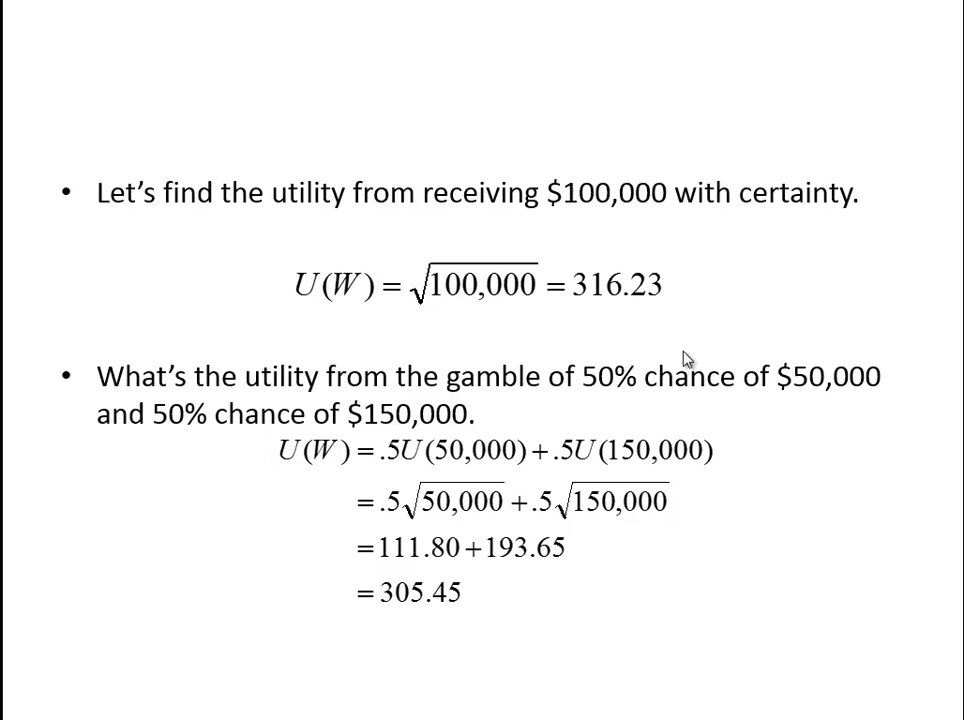 • Let’s find the utility from receiving $100,000 with certainty.
U(W) = √100,000 = 316.23
• What’s the utility from the gamble of 50% chance of $50,000
and 50% chance of $150,000.
U(W) = .5U(50,000) + .5U(150,000)
= .5√50,000 + .5√150,000
= 111.80 + 193.65
= 305.45